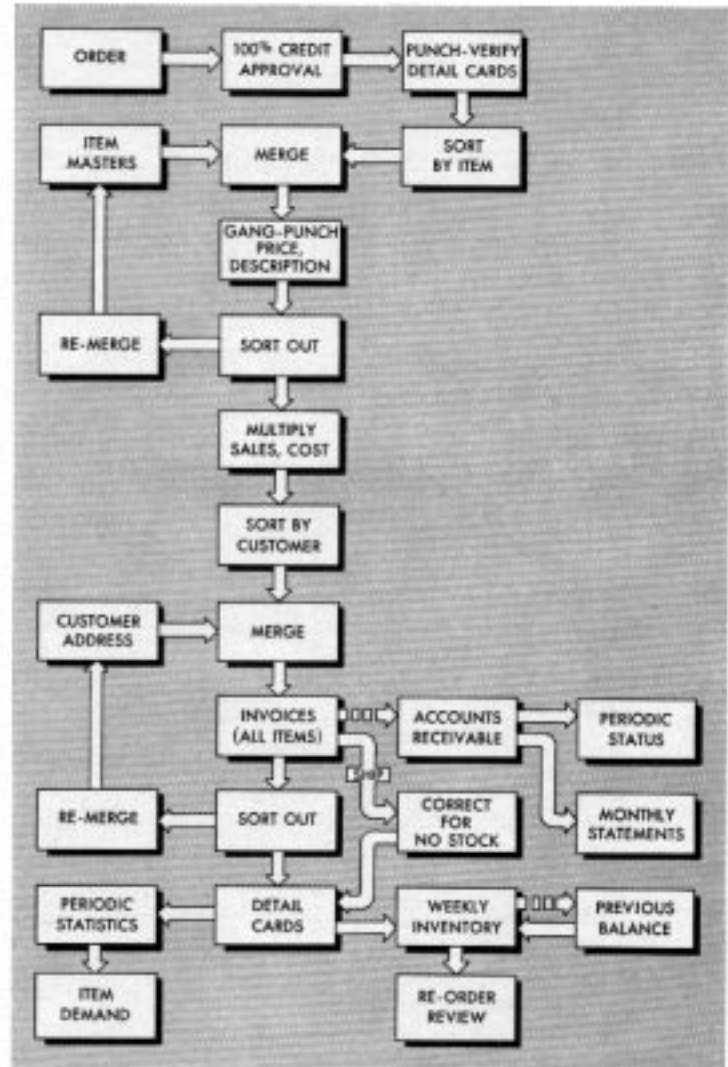 ORDER
100% CREDIT
APPROVAL
PUNCH-VERIFY
DETAIL CARDS
ITEM
MASTERS
MERGE
SORT
BY ITEM
GANG-PUNCH
PRICE,
DESCRIPTION
RE-MERGE
SORT OUT
MULTIPLY
SALES, COST
SORT BY
CUSTOMER
CUSTOMER
ADDRESS
MERGE
INVOICES
(ALL ITEMS)
ACCOUNTS
RECEIVABLE
PERIODIC
STATUS
SHIP
RE-MERGE
SORT OUT
CORRECT
FOR
NO STOCK
MONTHLY
STATEMENTS
PERIODIC
STATISTICS
DETAIL
CARDS
WEEKLY
INVENTORY
PREVIOUS
BALANCE
ITEM
DEMAND
RE-ORDER
REVIEW